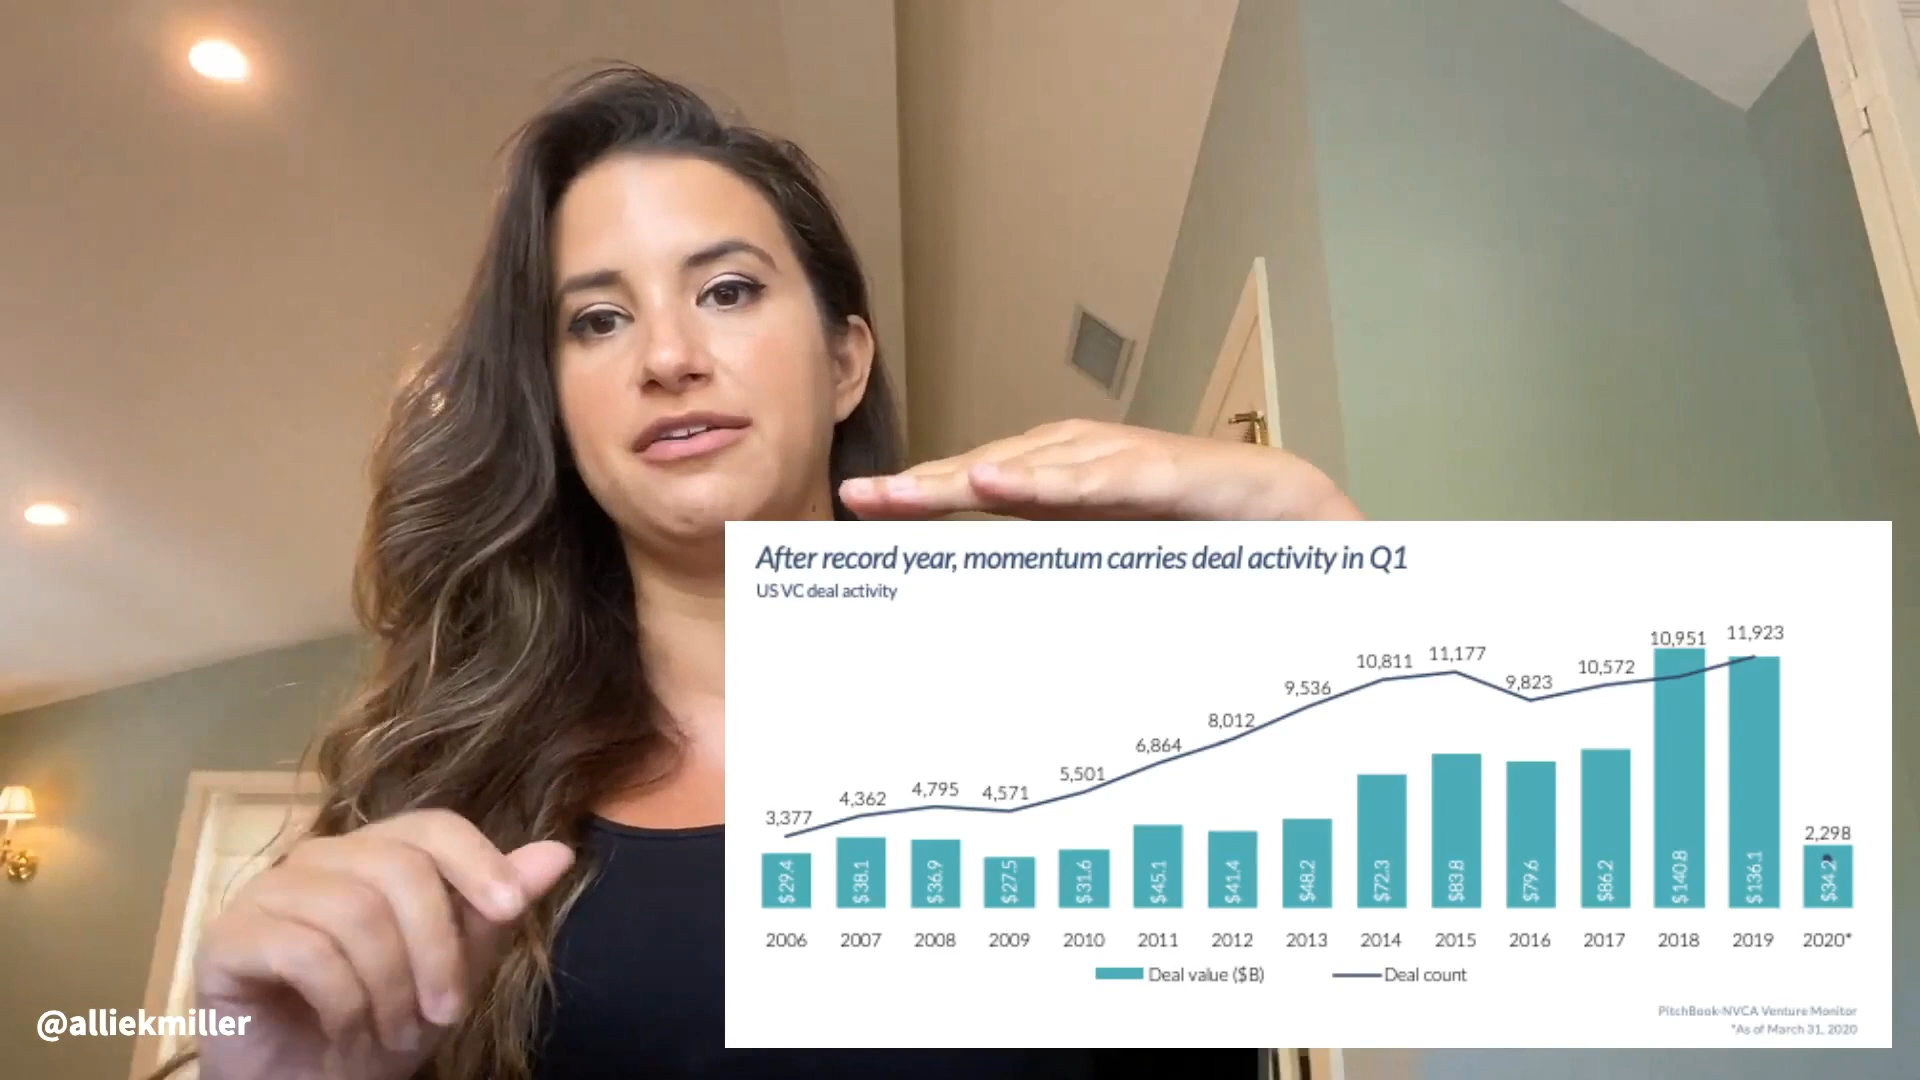 After record year, momentum carries deal activity in Q1
US VC deal activity
3,377 4,362 4,795 4,571 5,501 6,864 8,012 9,536 10,811 11,177 9,823 10,572 10,951 11,923 2,298
$29.4 $38.1 $36.9 $27.5 $31.6 $45.1 $41.4 $48.2 $72.3 $83.8 $79.6 $86.2 $140.8 $136.1 $34.2
2006 2007 2008 2009 2010 2011 2012 2013 2014 2015 2016 2017 2018 2019 2020*
Deal value ($B) Deal count
PitchBook-NVCA Venture Monitor
*As of March 31, 2020
@alliekmiller